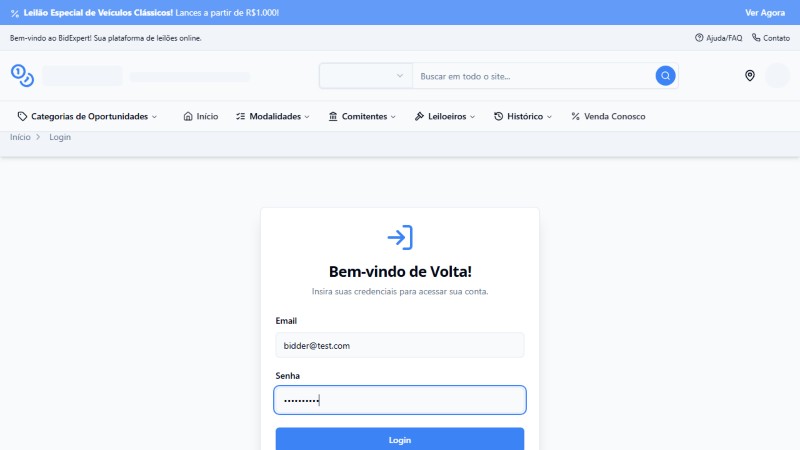 Leilão Especial de Veículos Clássicos! Lances a partir de R$1.000!
Ver Agora
Bem-vindo ao BidExpert! Sua plataforma de leilões online.
Ajuda/FAQ
Contato
Buscar em todo o site...
Categorias de Oportunidades
Início
Modalidades
Comitentes
Leiloeiros
Histórico
Venda Conosco
Início
Login
Bem-vindo de Volta!
Insira suas credenciais para acessar sua conta.
Email
bidder@test.com
Senha
••••••••••
Login